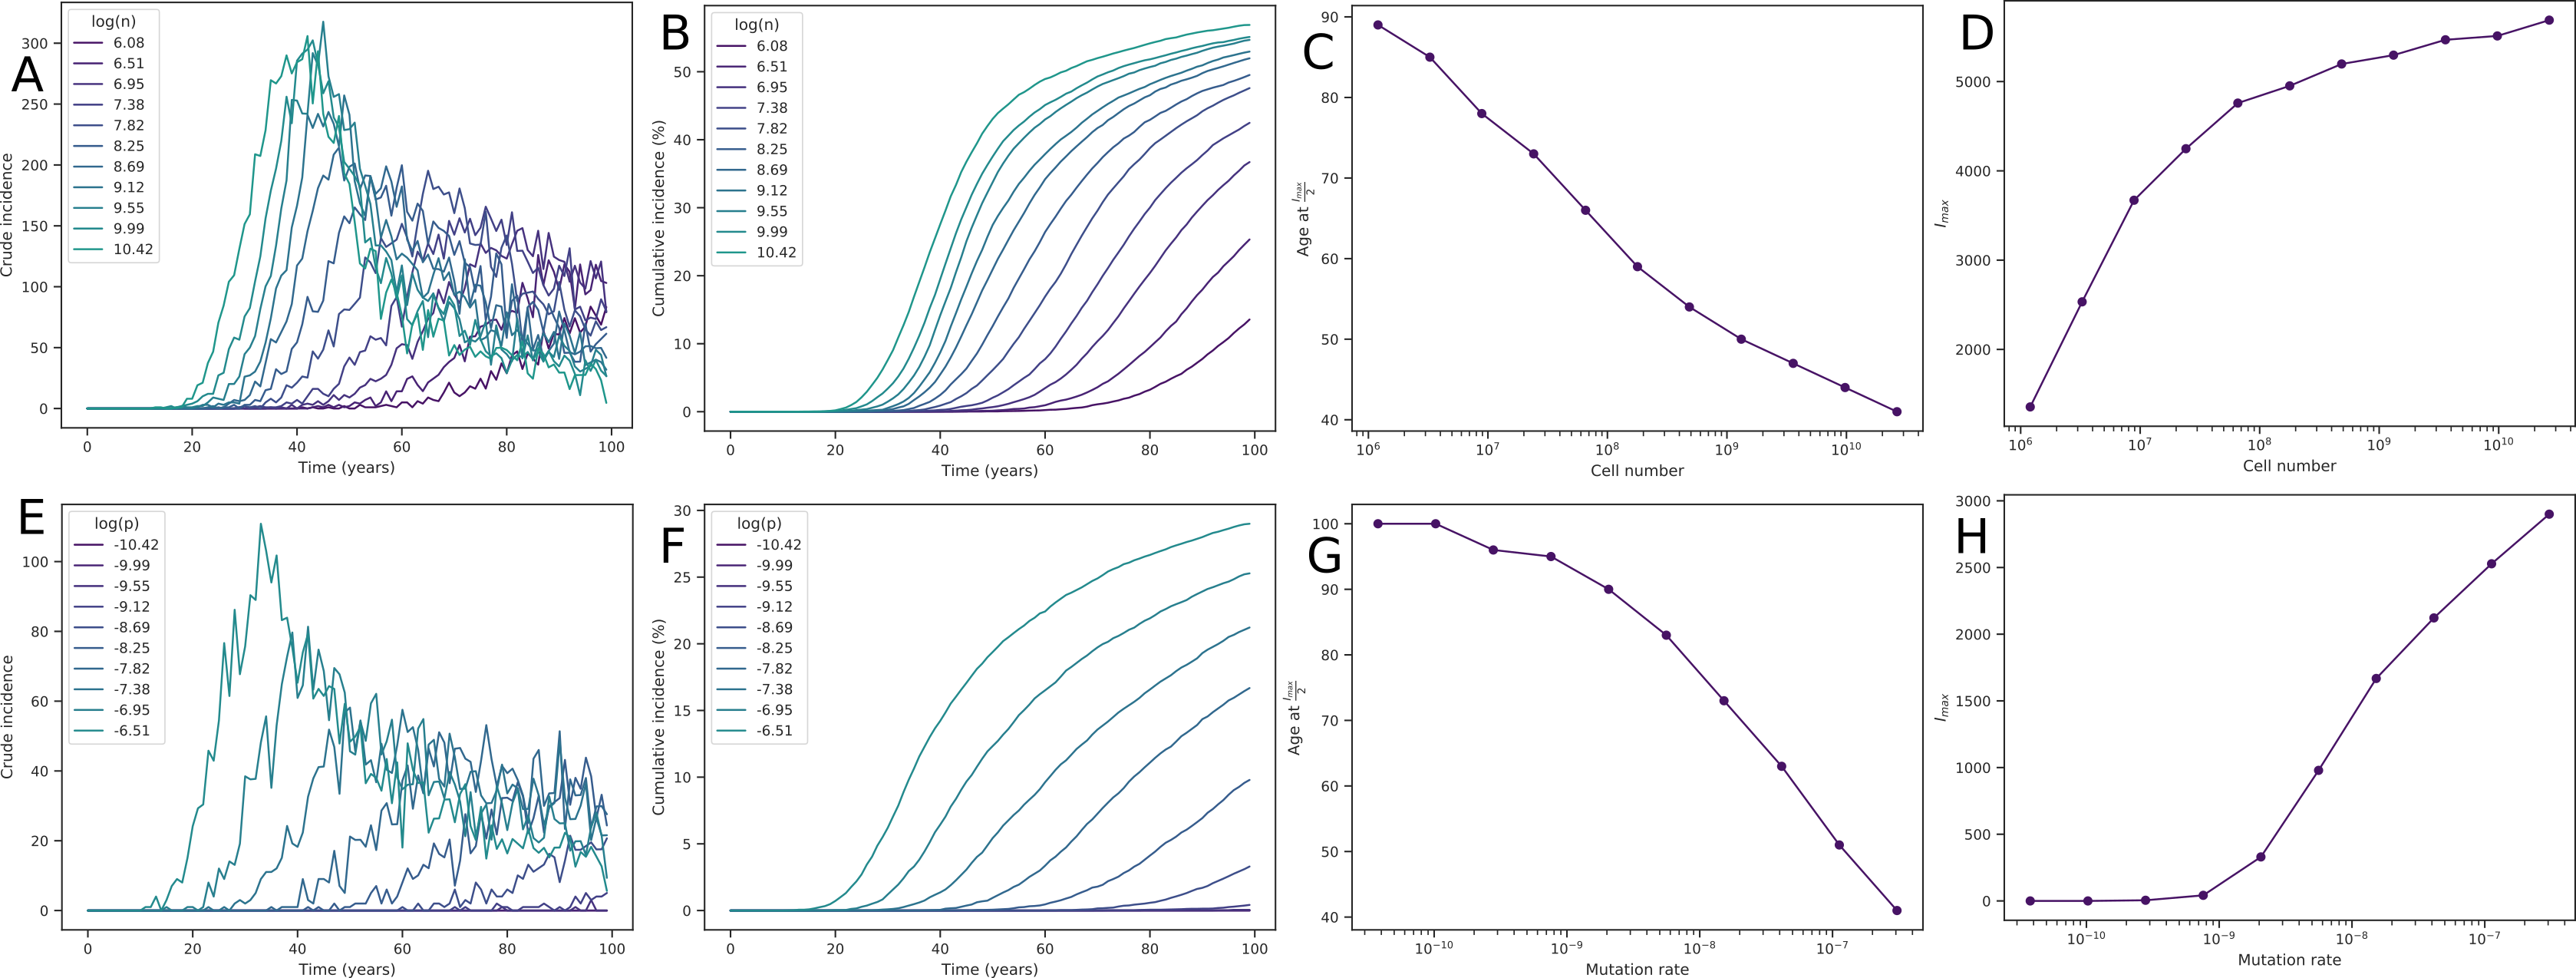 A
log(n)
6.08
6.51
6.95
7.38
7.82
8.25
8.69
9.12
9.55
9.99
10.42
300
250
200
150
100
50
0
Crude incidence
0 20 40 60 80 100
Time (years)
B
log(n)
6.08
6.51
6.95
7.38
7.82
8.25
8.69
9.12
9.55
9.99
10.42
50
40
30
20
10
0
Cumulative incidence (%)
0 20 40 60 80 100
Time (years)
C
90
80
70
60
50
40
Age at I_max/2
10^6 10^7 10^8 10^9 10^10
Cell number
D
5000
4000
3000
2000
I_max
10^6 10^7 10^8 10^9 10^10
Cell number
E
log(p)
-10.42
-9.99
-9.55
-9.12
-8.69
-8.25
-7.82
-7.38
-6.95
-6.51
100
80
60
40
20
0
Crude incidence
0 20 40 60 80 100
Time (years)
F
log(p)
-10.42
-9.99
-9.55
-9.12
-8.69
-8.25
-7.82
-7.38
-6.95
-6.51
30
25
20
15
10
5
0
Cumulative incidence (%)
0 20 40 60 80 100
Time (years)
G
100
90
80
70
60
50
40
Age at I_max/2
10^-10 10^-9 10^-8 10^-7
Mutation rate
H
3000
2500
2000
1500
1000
500
0
I_max
10^-10 10^-9 10^-8 10^-7
Mutation rate